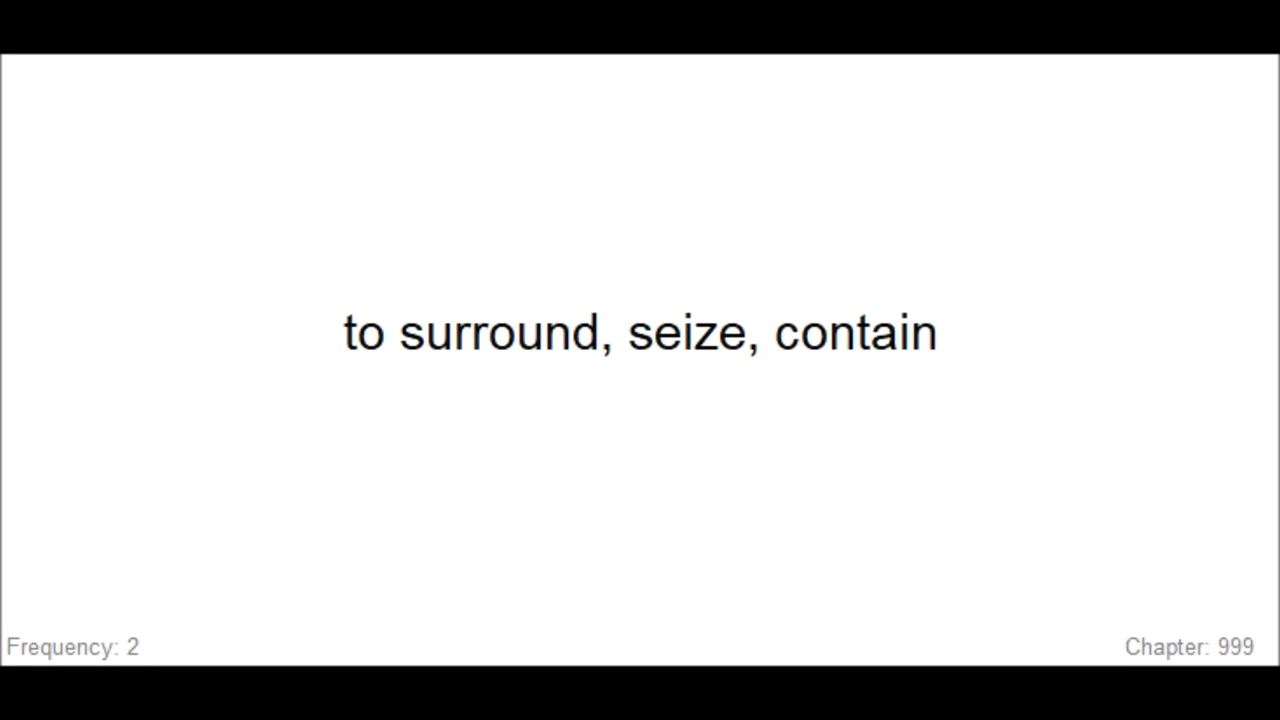 to surround, seize, contain
Frequency: 2
Chapter: 999